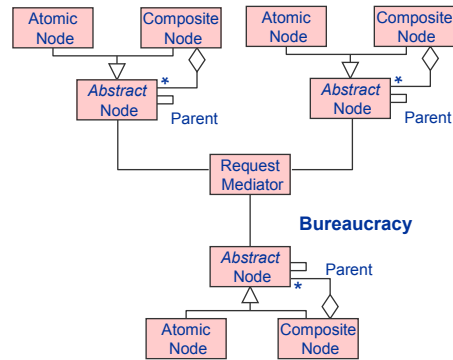 Atomic
Node
Composite
Node
Atomic
Node
Composite
Node
*
Abstract
Node
Parent
*
Abstract
Node
Parent
Request
Mediator
Bureaucracy
Abstract
Node
Parent
*
Atomic
Node
Composite
Node